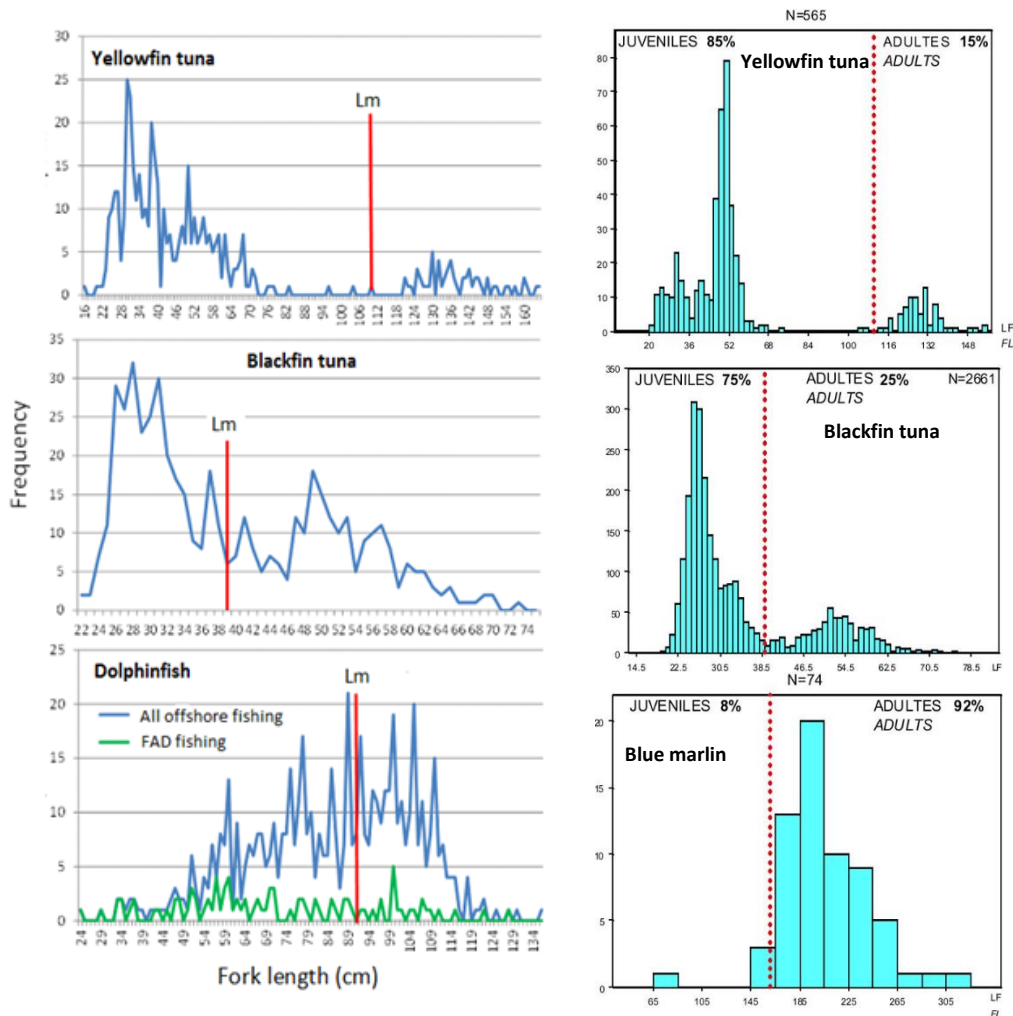 30
Yellowfin tuna
25
Lm
20
15
10
5
0
16 22 28 34 40 46 52 58 64 70 76 82 88 94 100 106 112 118 124 130 136 142 148 154 160
35
Blackfin tuna
30
25
Lm
20
15
10
5
0
22 24 26 28 30 32 34 36 38 40 42 44 46 48 50 52 54 56 58 60 62 64 66 68 70 72 74
Frequency
25
Dolphinfish
Lm
20
All offshore fishing
FAD fishing
15
10
5
0
24 29 34 39 44 49 54 59 64 69 74 79 84 89 94 99 104 109 114 119 124 129 134
Fork length (cm)
N=565
JUVENILES 85%
ADULTES 15%
ADULTS
Yellowfin tuna
80
70
60
50
40
30
20
10
0
20 36 52 68 84 100 116 132 148
LF
FL
JUVENILES 75%
ADULTES 25%
ADULTS
N=2661
Blackfin tuna
350
300
250
200
150
100
50
0
14.5 22.5 30.5 38.5 46.5 54.5 62.5 70.5 78.5 LF
N=74
JUVENILES 8%
ADULTES 92%
ADULTS
Blue marlin
20
15
10
5
0
65 105 145 185 225 265 305
LF
FL